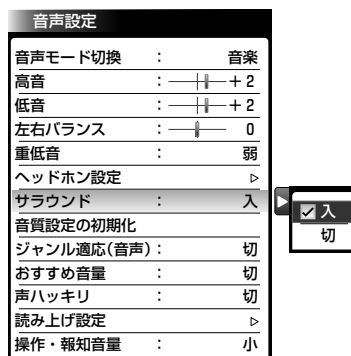 音声設定
音声モード切換 : 音楽
高音 : +2
低音 : +2
左右バランス : 0
重低音 : 弱
ヘッドホン設定
サラウンド : 入
入
切
音質設定の初期化
ジャンル適応(音声) : 切
おすすめ音量 : 切
声ハッキリ : 切
読み上げ設定
操作・報知音量 : 小